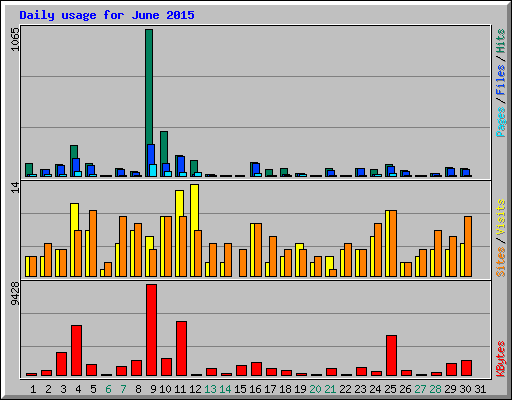 Daily usage for June 2015
1065
Pages / Files / Hits
14
Sites / Visits
9428
KBytes
1 2 3 4 5 6 7 8 9 10 11 12 13 14 15 16 17 18 19 20 21 22 23 24 25 26 27 28 29 30 31